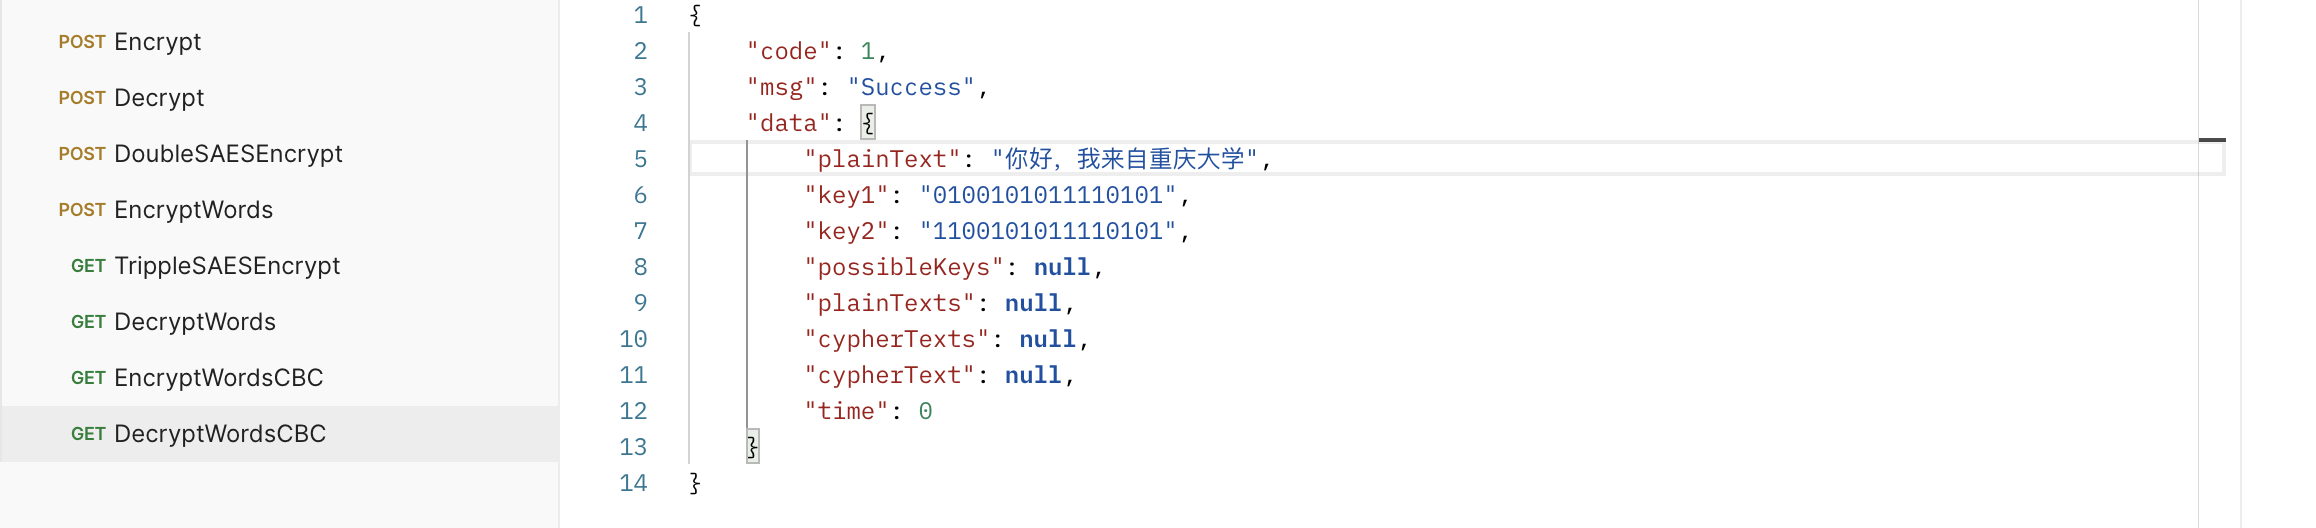 POST Encrypt
POST Decrypt
POST DoubleSAESEncrypt
POST EncryptWords
GET TrippleSAESEncrypt
GET DecryptWords
GET EncryptWordsCBC
GET DecryptWordsCBC
1 {
2 "code": 1,
3 "msg": "Success",
4 "data": {
5 "plainText": "你好，我来自重庆大学",
6 "key1": "0100101011110101",
7 "key2": "1100101011110101",
8 "possibleKeys": null,
9 "plainTexts": null,
10 "cypherTexts": null,
11 "cypherText": null,
12 "time": 0
13 }
14 }